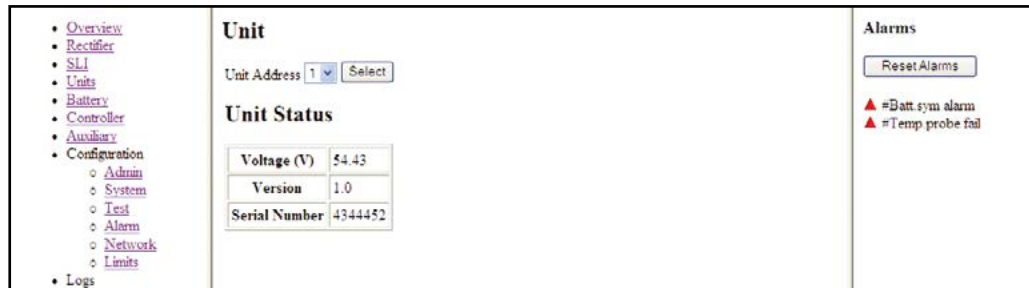 Overview
Rectifier
SLI
Units
Battery
Controller
Auxiliary
Configuration
Admin
System
Test
Alarm
Network
Limits
Logs
Unit
Unit Address 1 Select
Unit Status
Voltage (V) 54.43
Version 1.0
Serial Number 4344452
Alarms
Reset Alarms
#Batt.sym alarm
#Temp probe fail